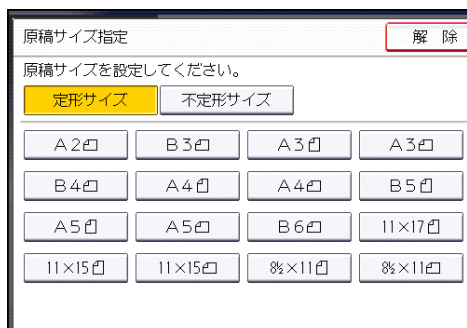 原稿サイズ指定 解 除
原稿サイズを設定してください。
定形サイズ 不定形サイズ
A2 B3 A3 A3
B4 A4 A4 B5
A5 A5 B6 11×17
11×15 11×15 8½×11 8½×11